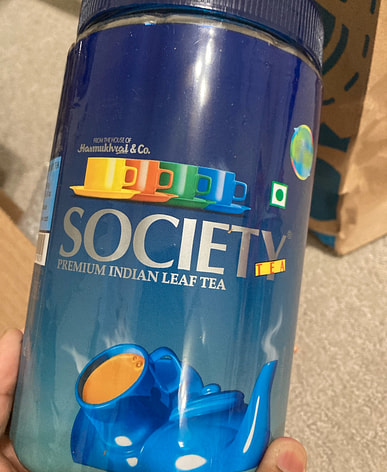 FROM THE HOUSE OF
Hasmukhrai & Co.
SOCIETY®
TEA
PREMIUM INDIAN LEAF TEA